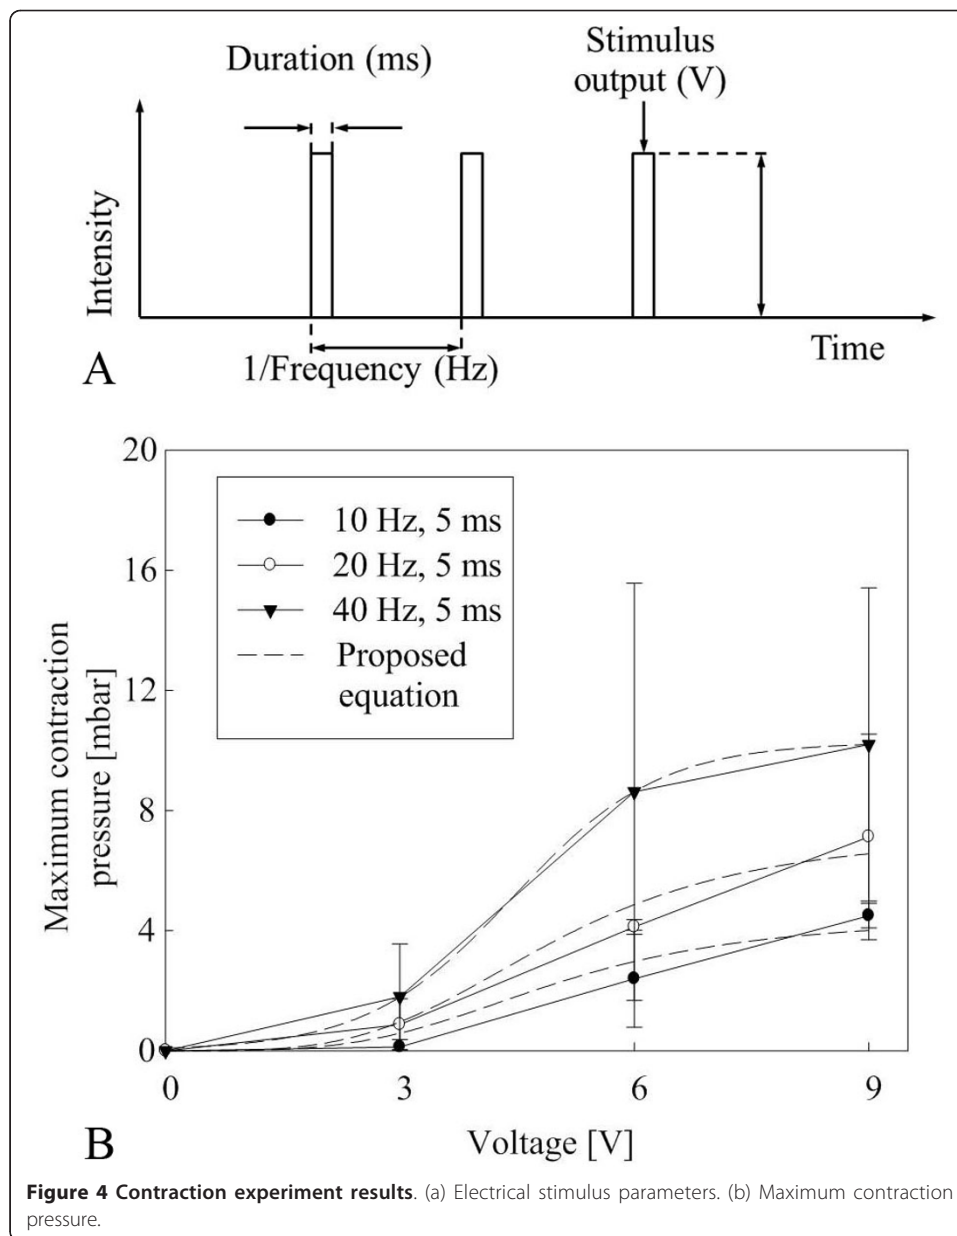 Duration (ms)
Stimulus
output (V)
Intensity
Time
1/Frequency (Hz)
A
20
16
12
8
4
0
10 Hz, 5 ms
20 Hz, 5 ms
40 Hz, 5 ms
Proposed
equation
Maximum contraction
pressure [mbar]
0
3
6
9
Voltage [V]
B
Figure 4 Contraction experiment results. (a) Electrical stimulus parameters. (b) Maximum contraction
pressure.